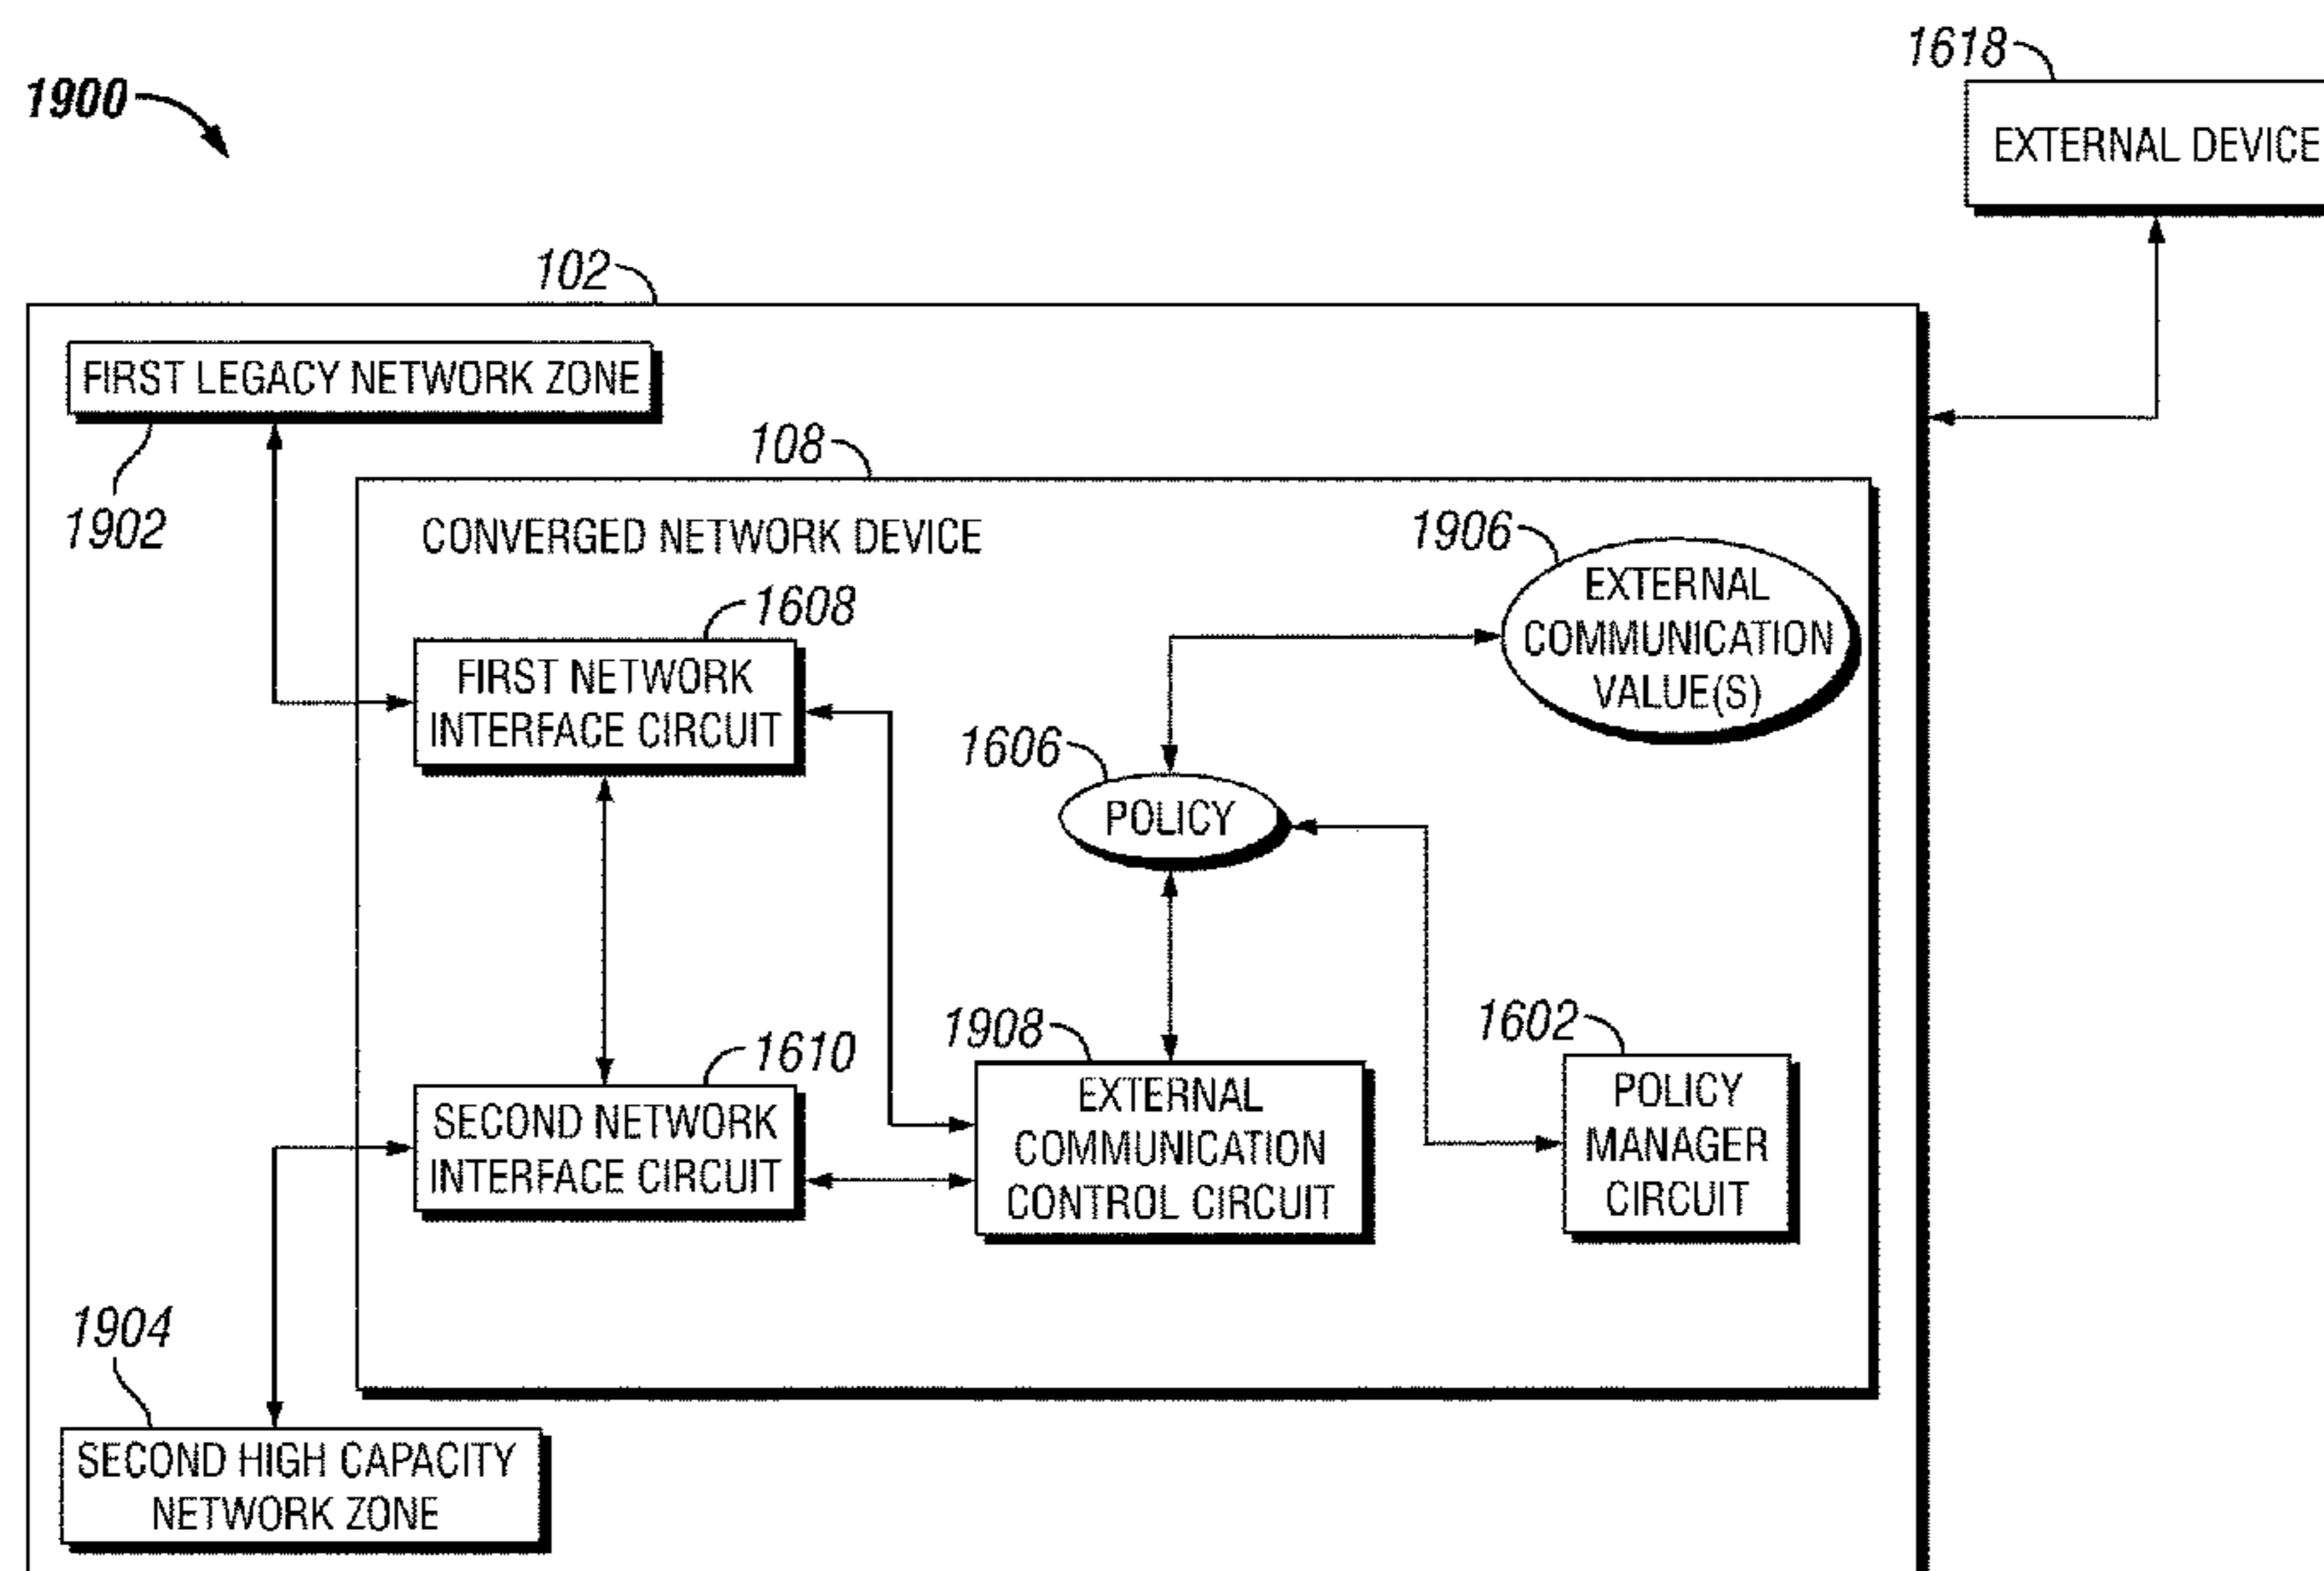 1618
1900
EXTERNAL DEVICE
102
FIRST LEGACY NETWORK ZONE
108
1902
CONVERGED NETWORK DEVICE
1906
EXTERNAL
COMMUNICATION
VALUE(S)
1608
FIRST NETWORK
INTERFACE CIRCUIT
1606
POLICY
1908
1602
1610
SECOND NETWORK
INTERFACE CIRCUIT
EXTERNAL
COMMUNICATION
CONTROL CIRCUIT
POLICY
MANAGER
CIRCUIT
1904
SECOND HIGH CAPACITY
NETWORK ZONE